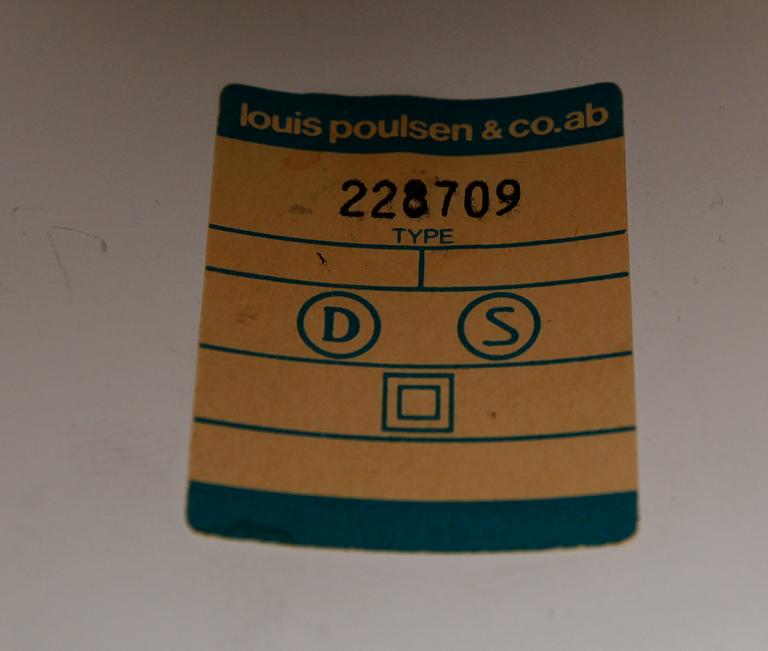 louis poulsen & co.ab
228709
TYPE
D S